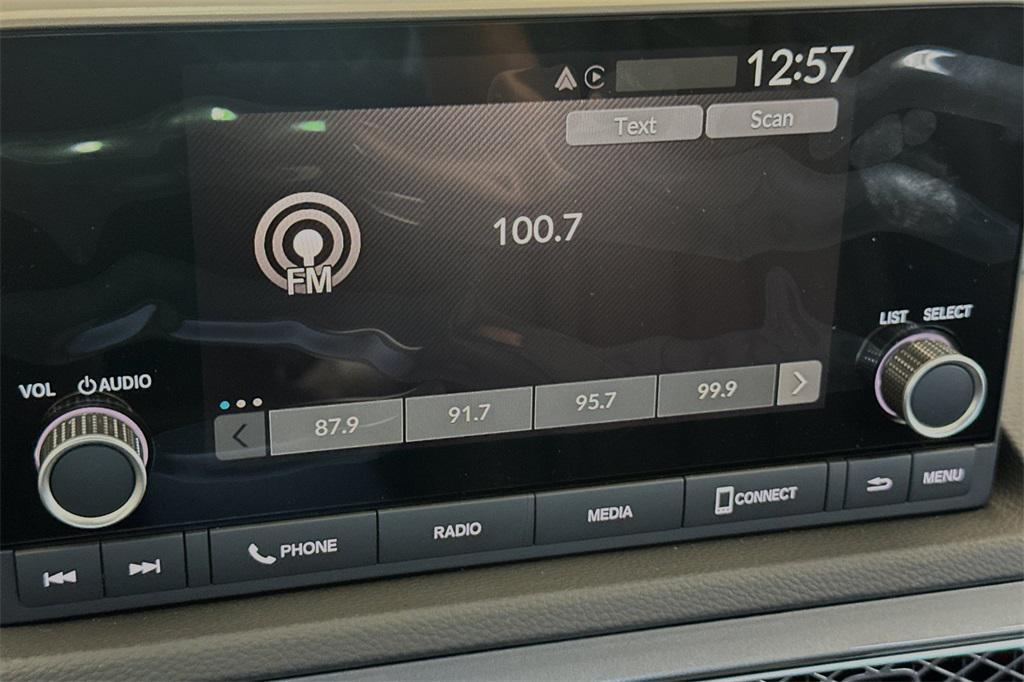 12:57
Text Scan
100.7
FM
LIST SELECT
VOL AUDIO
87.9 91.7 95.7 99.9
PHONE RADIO MEDIA CONNECT MENU